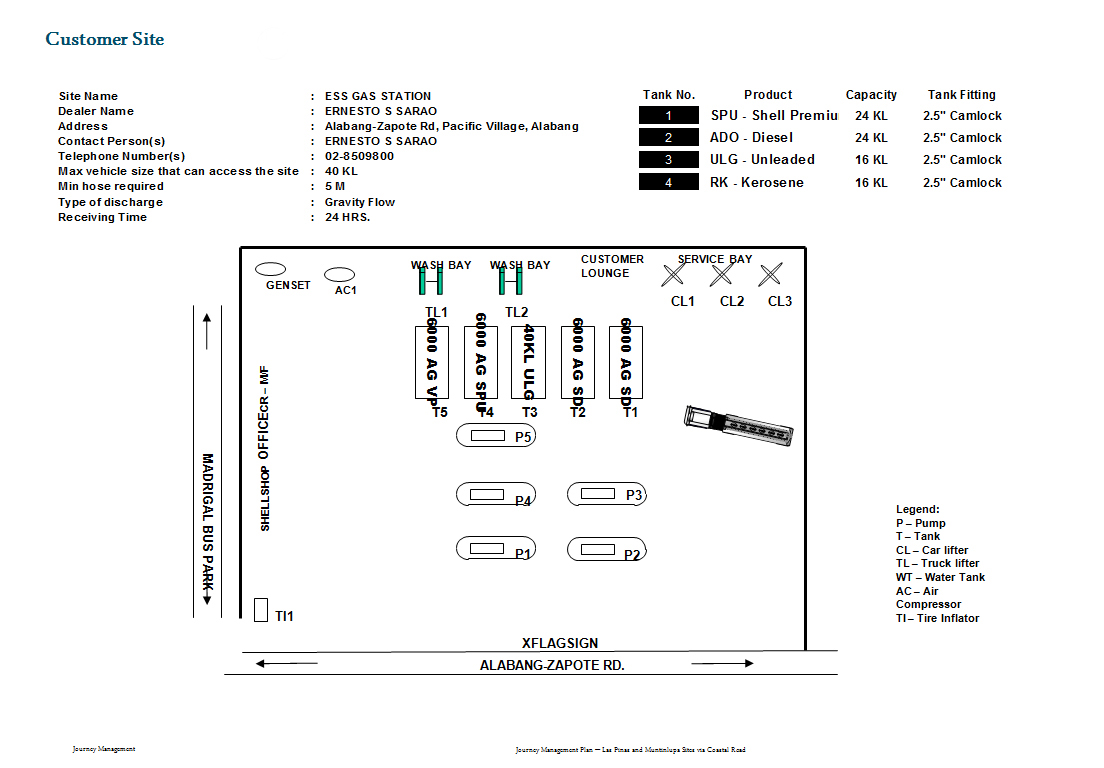 Customer Site
Site Name : ESS GAS STATION
Dealer Name : ERNESTO S SARAO
Address : Alabang-Zapote Rd, Pacific Village, Alabang
Contact Person(s) : ERNESTO S SARAO
Telephone Number(s) : 02-8509800
Max vehicle size that can access the site : 40 KL
Min hose required : 5 M
Type of discharge : Gravity Flow
Receiving Time : 24 HRS.
Tank No. Product Capacity Tank Fitting
1 SPU - Shell Premiu 24 KL 2.5" Camlock
2 ADO - Diesel 24 KL 2.5" Camlock
3 ULG - Unleaded 16 KL 2.5" Camlock
4 RK - Kerosene 16 KL 2.5" Camlock
GENSET
AC1
WASH BAY
WASH BAY
CUSTOMER
LOUNGE
SERVICE BAY
TL1
TL2
CL1
CL2
CL3
6000 AG VP
6000 AG SPU
40KL ULG
6000 AG SD
6000 AG SD
T5
T4
T3
T2
T1
P5
P4
P3
P1
P2
SHELLSHOP OFFICECR – M/F
MADRIGAL BUS PARK
TI1
XFLAGSIGN
ALABANG-ZAPOTE RD.
Legend:
P – Pump
T – Tank
CL – Car lifter
TL – Truck lifter
WT – Water Tank
AC – Air
Compressor
TI – Tire Inflator
Journey Management
Journey Management Plan — Las Pinas and Muntinlupa Sites via Coastal Road